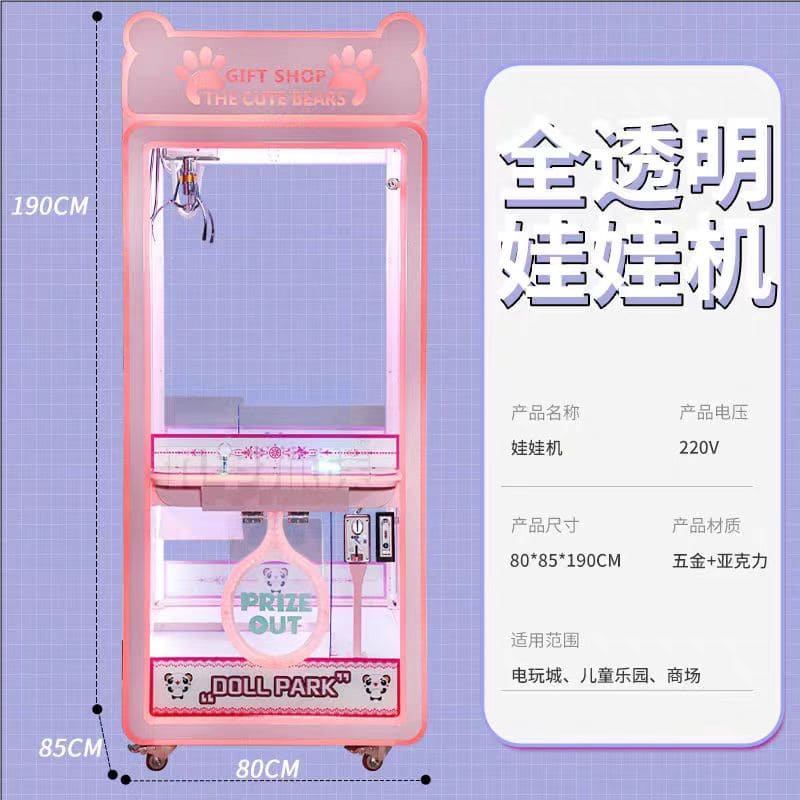 GIFT SHOP
THE CUTE BEARS
190CM
全透明
娃娃机
产品名称
产品电压
娃娃机
220V
产品尺寸
产品材质
80*85*190CM
五金+亚克力
适用范围
电玩城、儿童乐园、商场
PRIZE
OUT
"DOLL PARK"
85CM
80CM